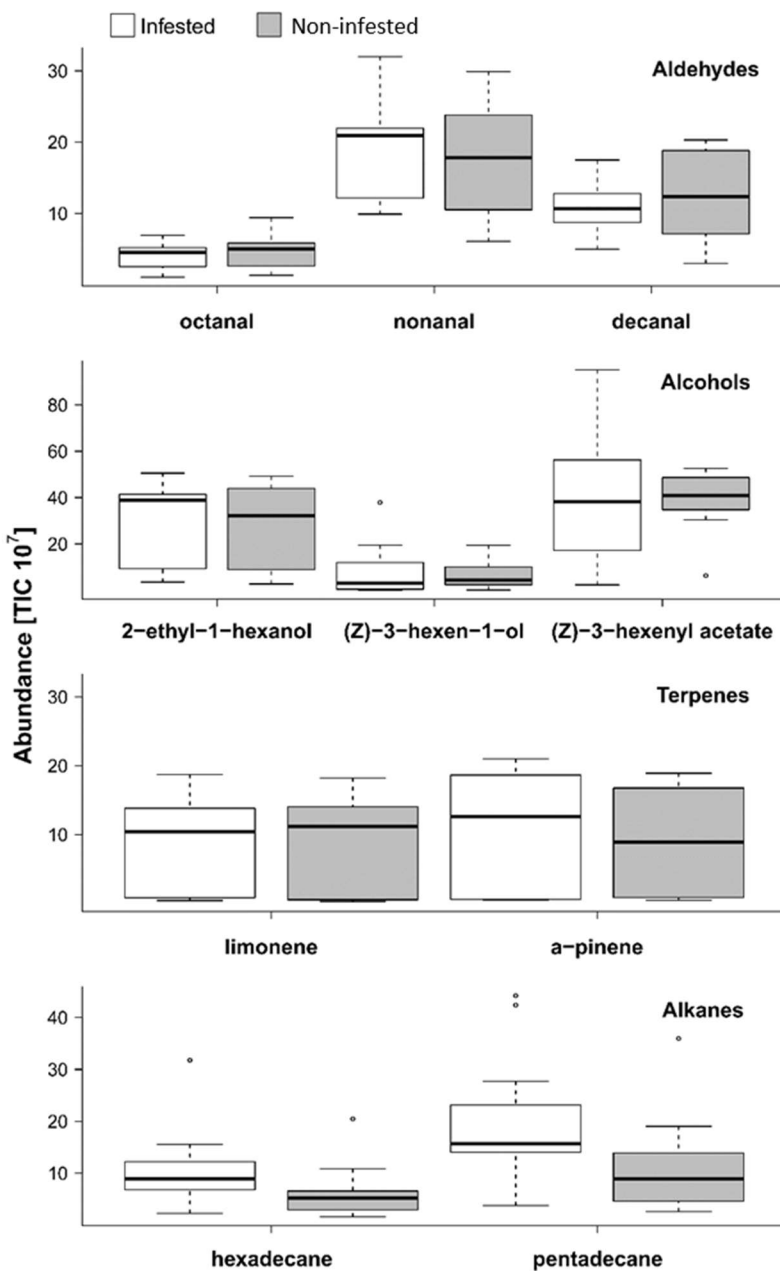 Infested Non-infested
Aldehydes
30
20
10
octanal nonanal decanal
Alcohols
80
60
40
20
2−ethyl−1−hexanol (Z)−3−hexen−1−ol (Z)−3−hexenyl acetate
Abundance [TIC 10⁷]
Terpenes
30
20
10
limonene a−pinene
Alkanes
40
30
20
10
hexadecane pentadecane